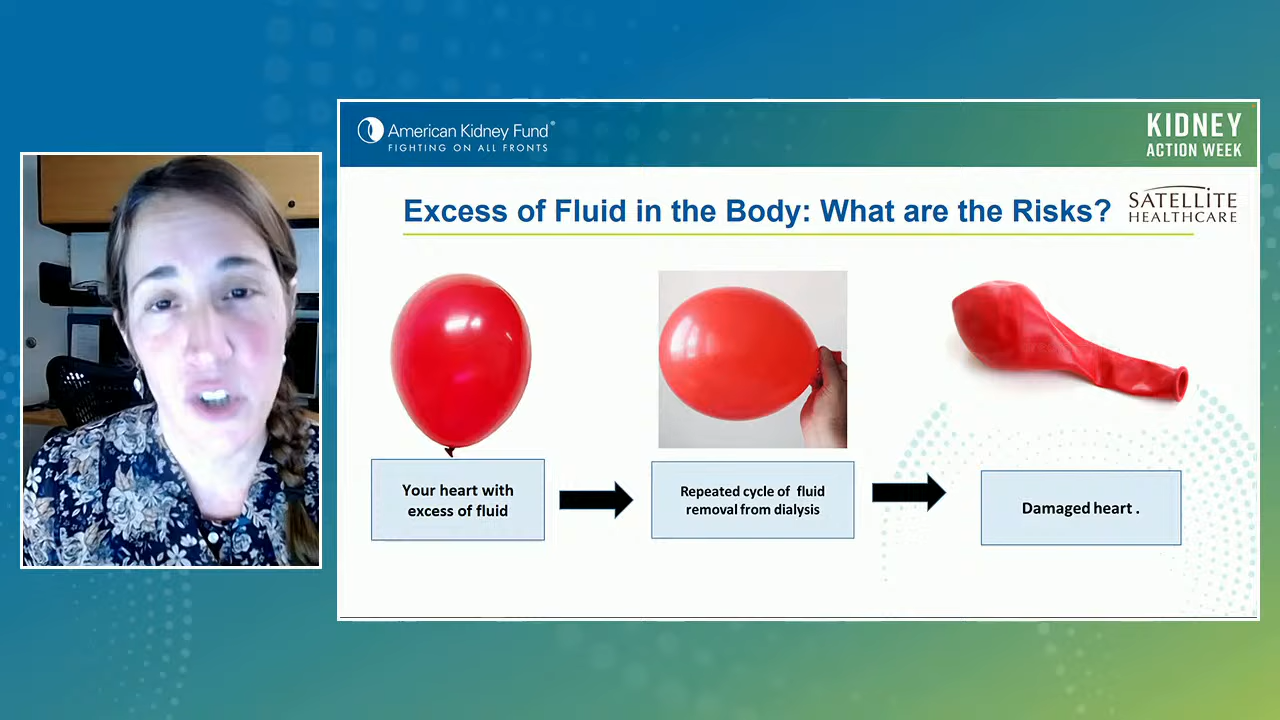 American Kidney Fund
FIGHTING ON ALL FRONTS
KIDNEY
ACTION WEEK
Excess of Fluid in the Body: What are the Risks?
SATELLITE
HEALTHCARE
Your heart with
excess of fluid
Repeated cycle of fluid
removal from dialysis
Damaged heart .